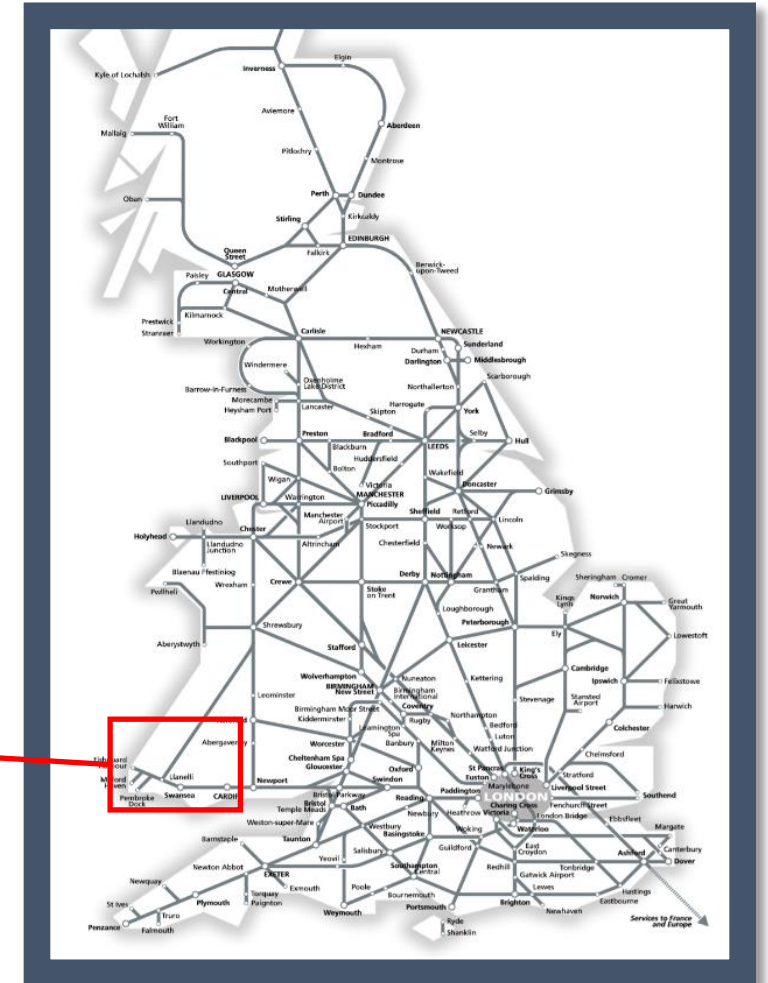 Elgin
Inverness
Kyle of Lochalsh
Aviemore
Fort
William
Aberdeen
Mallaig
Pitlochry
Montrose
Perth
Dundee
Oban
Kirkcaldy
Stirling
EDINBURGH
Queen
Street
Falkirk
GLASGOW
Central
Paisley
Motherwell
Berwick-
upon-Tweed
Prestwick
Kilmarnock
Stranraer
Carlisle
NEWCASTLE
Workington
Hexham
Sunderland
Durham
Darlington
Middlesbrough
Windermere
Scarborough
Oxenholme
Lake District
Northallerton
Barrow-in-Furness
Morecambe
Heysham Port
Lancaster
Harrogate
York
Skipton
Blackpool
Preston
Bradford
LEEDS
Selby
Hull
Blackburn
Huddersfield
Southport
Bolton
Wakefield
Wigan
Victoria
MANCHESTER
Piccadilly
Doncaster
Grimsby
LIVERPOOL
Warrington
Manchester
Airport
Stockport
Sheffield
Retford
Worksop
Lincoln
Llandudno
Chester
Holyhead
Llandudno
Junction
Altrincham
Chesterfield
Newark
Skegness
Blaenau Ffestiniog
Wrexham
Crewe
Stoke
on Trent
Derby
Nottingham
Grantham
Spalding
Sheringham
Cromer
Pwllheli
Kings
Lynn
Norwich
Great
Yarmouth
Loughborough
Aberystwyth
Shrewsbury
Peterborough
Ely
Lowestoft
Stafford
Leicester
Wolverhampton
BIRMINGHAM
New Street
Nuneaton
Birmingham
International
Kettering
Cambridge
Ipswich
Felixstowe
Leominster
Birmingham Moor Street
Coventry
Rugby
Stevenage
Stansted
Airport
Harwich
Kidderminster
Leamington
Spa
Northampton
Bedford
Colchester
Worcester
Banbury
Milton
Keynes
Luton
Abergavenny
Cheltenham Spa
Gloucester
Watford Junction
Chelmsford
Oxford
St Pancras
Euston
King's
Cross
Stratford
Milford
Haven
Llanelli
Pembroke
Dock
Swansea
CARDIFF
Newport
Swindon
Paddington
Marylebone
LONDON
Liverpool Street
Southend
Bristol Parkway
Bristol
Temple Meads
Bath
Reading
Newbury
Heathrow
Victoria
Charing Cross
Fenchurch Street
London Bridge
Waterloo
Ebbsfleet
Margate
Weston-super-Mare
Westbury
Basingstoke
Woking
Barnstaple
Taunton
Guildford
East
Croydon
Canterbury
Yeovil
Salisbury
Ashford
Dover
Newton Abbot
EXETER
Southampton
Central
Redhill
Gatwick Airport
Tonbridge
Newquay
Exmouth
Poole
Bournemouth
Lewes
Hastings
Eastbourne
St Ives
Plymouth
Torquay
Paignton
Weymouth
Portsmouth
Brighton
Newhaven
Truro
Penzance
Falmouth
Ryde
Shanklin
Services to France
and Europe